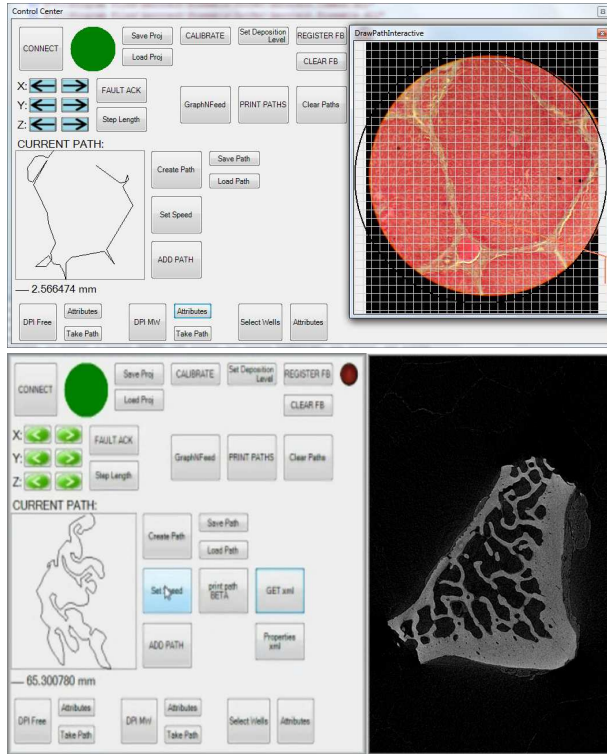 Control Center
CONNECT
Save Proj
Load Proj
CALIBRATE
Set Deposition
Level
REGISTER FB
CLEAR FB
X:
Y:
Z:
FAULT ACK
Step Length
GraphNFeed
PRINT PATHS
Clear Paths
CURRENT PATH:
Create Path
Save Path
Load Path
Set Speed
ADD PATH
2.566474 mm
DPI Free
Attributes
Take Path
DPI MW
Attributes
Take Path
Select Wells
Attributes
DrawPathInteractive
CONNECT
Save Proj
Load Proj
CALIBRATE
Set Deposition
Level
REGISTER FB
CLEAR FB
X:
Y:
Z:
FAULT ACK
Step Length
GraphNFeed
PRINT PATHS
Clear Paths
CURRENT PATH:
Create Path
Save Path
Load Path
Set Speed
print path
BETA
GET xml
ADD PATH
Properties
xml
65.300780 mm
DPI Free
Attributes
Take Path
DPI MW
Attributes
Take Path
Select Wells
Attributes